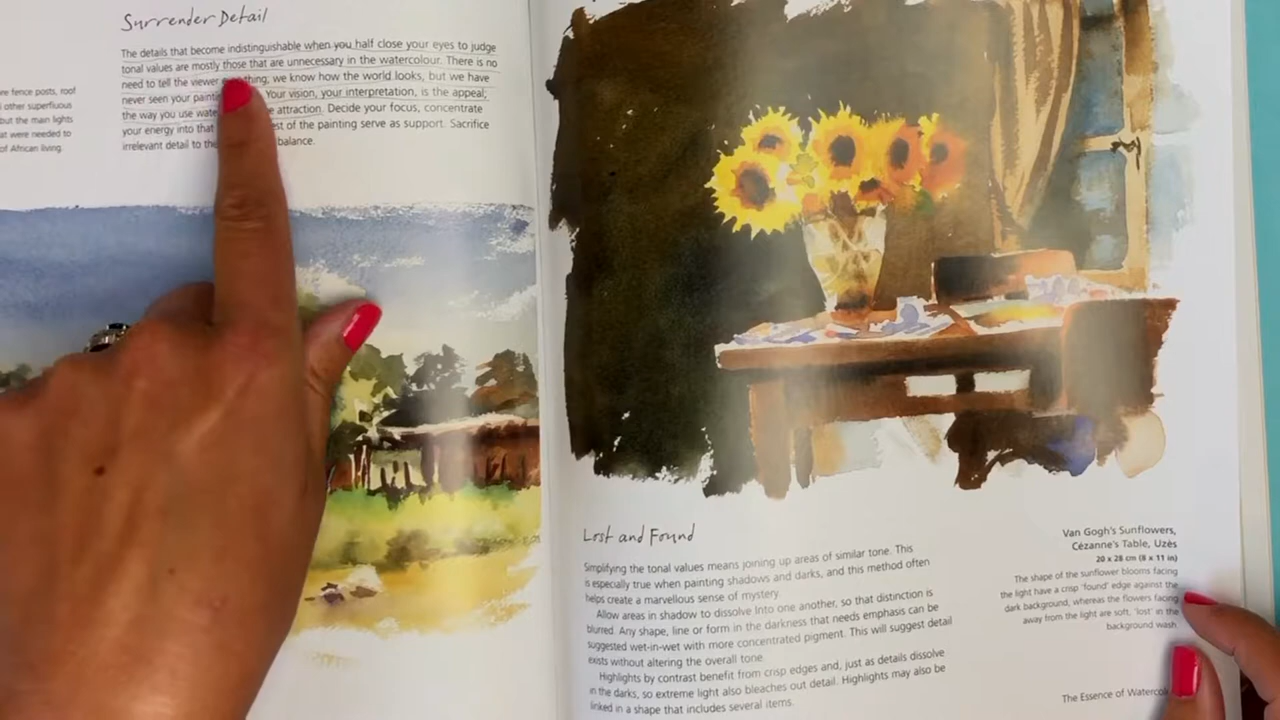 Surrender Detail
The details that become indistinguishable when you half close your eyes to judge
tonal values are mostly those that are unnecessary in the watercolour. There is no
need to tell the viewer we know how the world looks, but we have
never seen your Your vision, your interpretation, is the appeal;
the way you use attraction. Decide your focus, concentrate
your energy into that of the painting serve as support. Sacrifice
irrelevant detail to the balance.
fence posts, roof
other superfluous
but the main lights
were needed to
of African living.
Lost and Found
Simplifying the tonal values means joining up areas of similar tone. This
is especially true when painting shadows and darks, and this method often
helps create a marvellous sense of mystery.
Allow areas in shadow to dissolve into one another, so that distinction is
blurred. Any shape, line or form in the darkness that needs emphasis can be
suggested wet-in-wet with more concentrated pigment. This will suggest detail
exists without altering the overall tone.
Highlights by contrast benefit from crisp edges and, just as details dissolve
in the darks, so extreme light also bleaches out detail. Highlights may also be
linked in a shape that includes several items.
Van Gogh's Sunflowers,
Cézanne's Table, Uzès
20 x 28 cm (8 x 11 in)
The shape of the sunflower blooms facing
the light have a crisp 'found' edge against the
dark background, whereas the flowers facing
away from the light are soft, 'lost' in the
background wash.
The Essence of